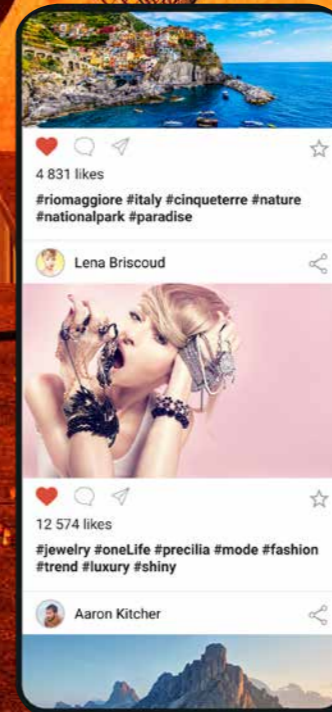 4 831 likes
#riomaggiore #italy #cinqueterre #nature
#nationalpark #paradise
Lena Briscoud
12 574 likes
#jewelry #oneLife #precilia #mode #fashion
#trend #luxury #shiny
Aaron Kitcher